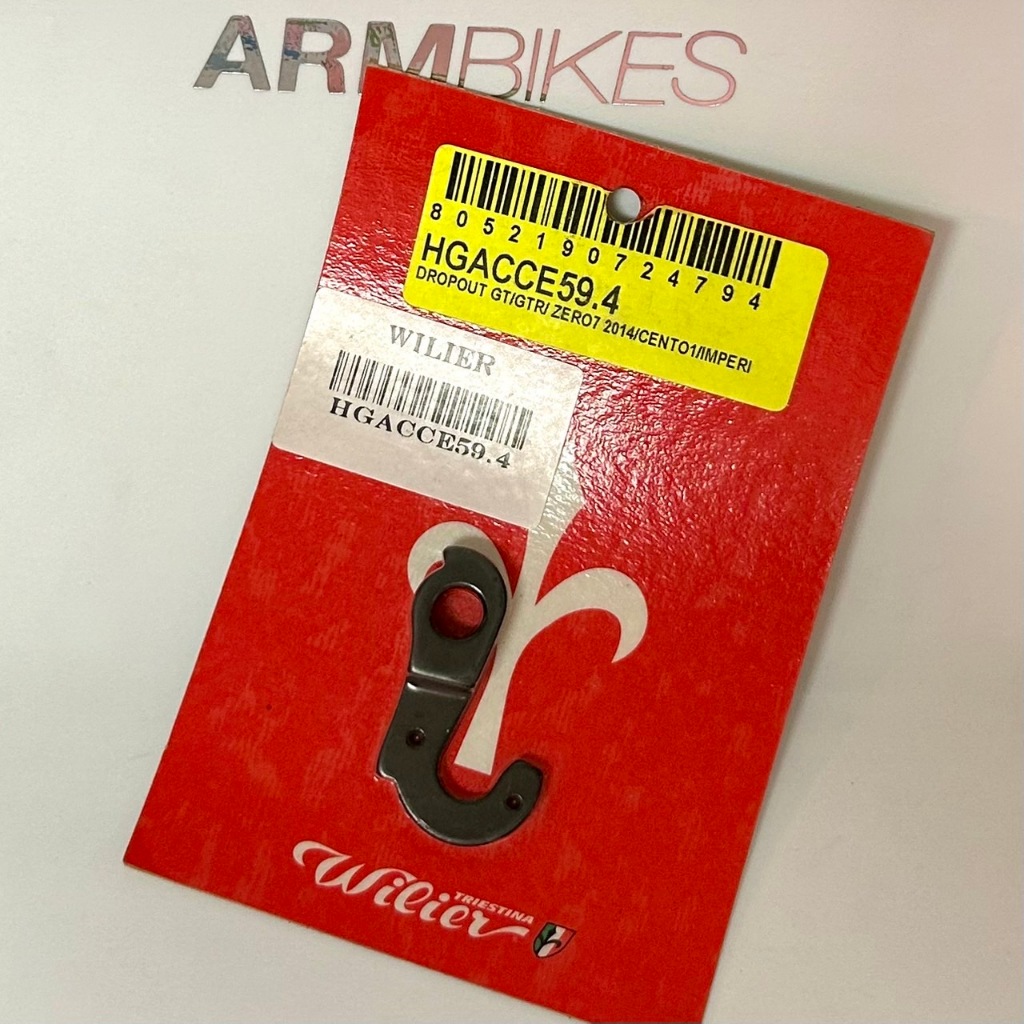 ARMBIKES
8052190724794
HGACCE59.4
DROPOUT GT/GTR/ ZERO7 2014/CENTO1/IMPERI
WILIER
HGACCE59.4
Wilier
TRIESTINA